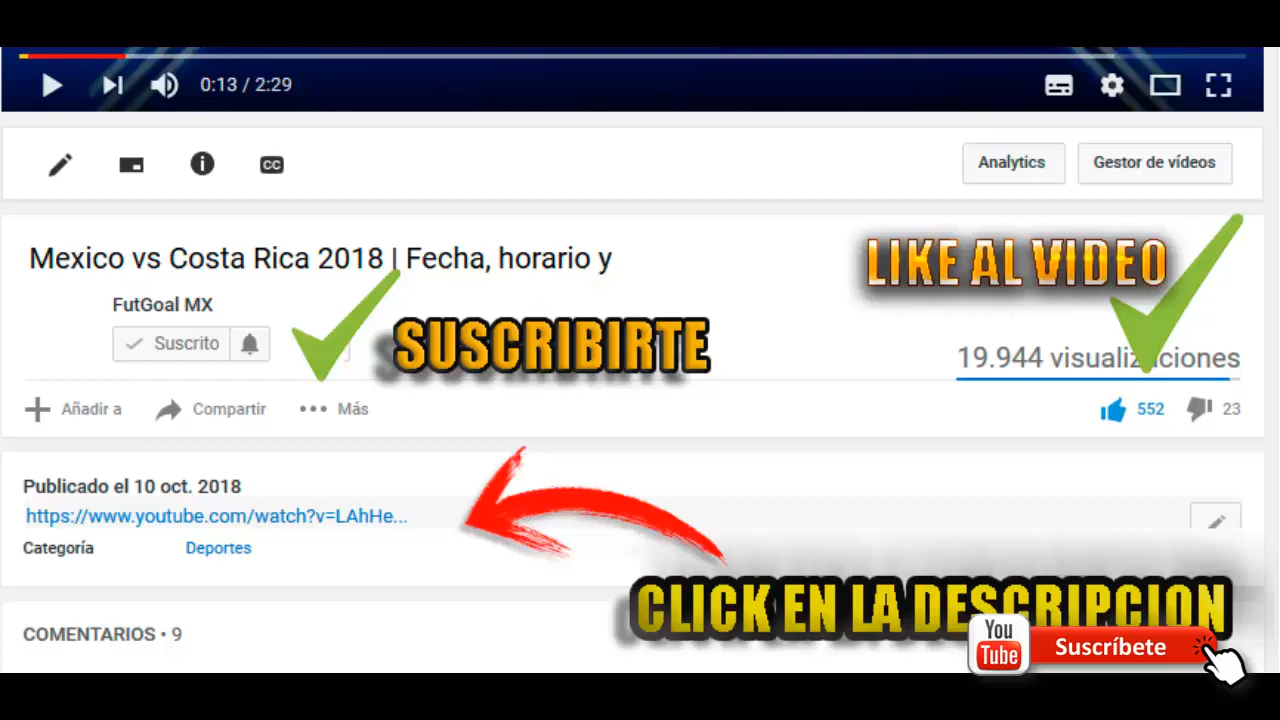 0:13 / 2:29
CC
Analytics
Gestor de vídeos
Mexico vs Costa Rica 2018 | Fecha, horario y
LIKE AL VIDEO
FutGoal MX
Suscrito
SUSCRIBIRTE
19.944 visualizaciones
Añadir a
Compartir
Más
552
23
Publicado el 10 oct. 2018
https://www.youtube.com/watch?v=LAhHe...
Categoría
Deportes
CLICK EN LA DESCRIPCION
COMENTARIOS • 9
You
Tube
Suscríbete